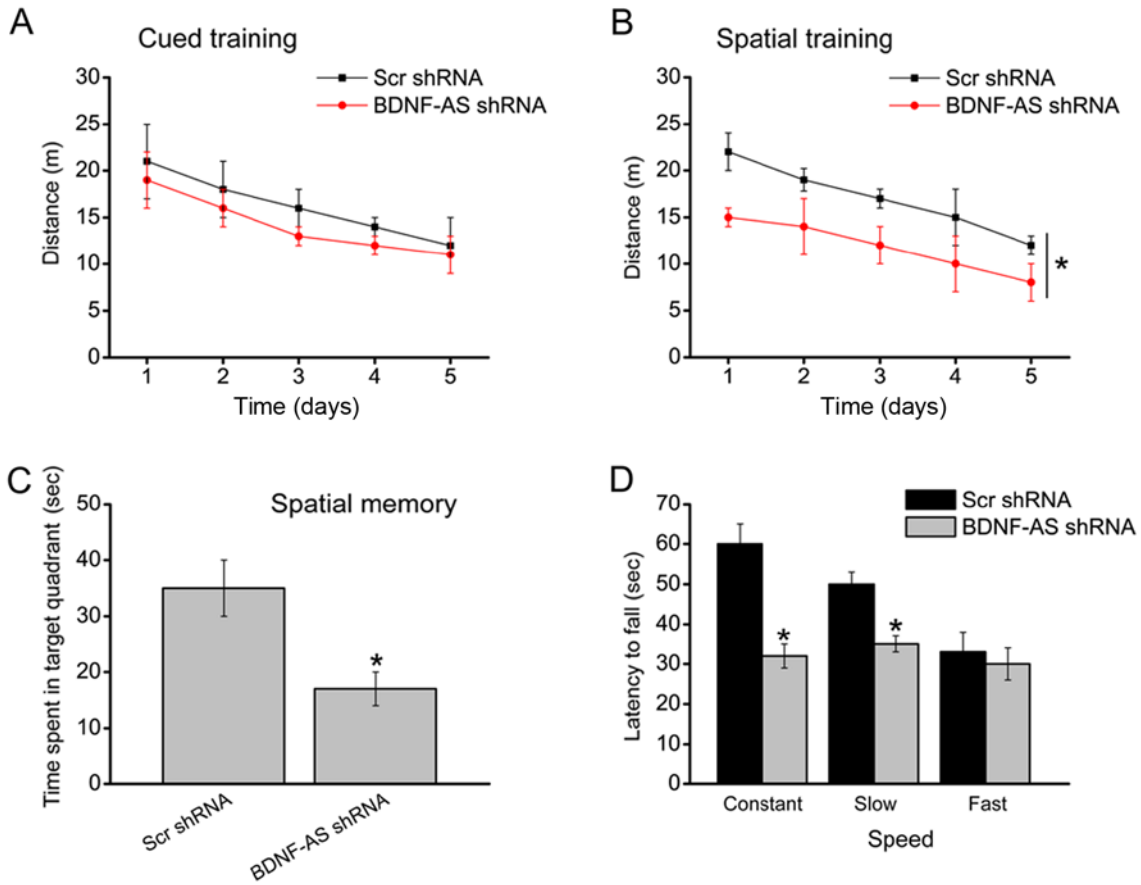 A
Cued training
Scr shRNA
BDNF-AS shRNA
30
25
20
15
10
5
0
Distance (m)
1 2 3 4 5
Time (days)
B
Spatial training
Scr shRNA
BDNF-AS shRNA
30
25
20
15
10
5
0
Distance (m)
*
1 2 3 4 5
Time (days)
C
Spatial memory
50
40
30
20
10
0
Time spent in target quadrant (sec)
*
Scr shRNA
BDNF-AS shRNA
D
Scr shRNA
BDNF-AS shRNA
70
60
50
40
30
20
10
0
Latency to fall (sec)
* *
Constant Slow Fast
Speed